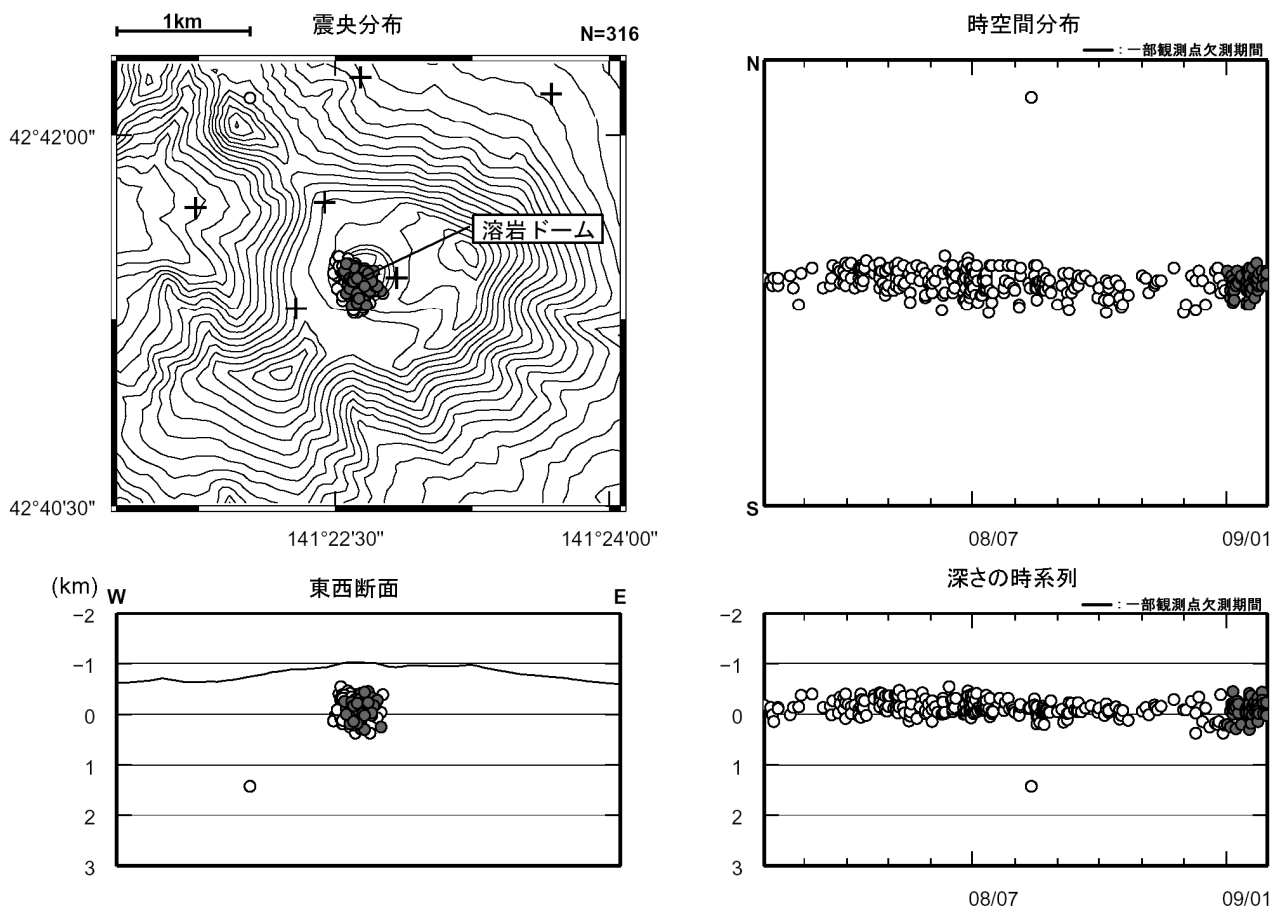 1km
震央分布
N=316
42°42'00"
溶岩ドーム
42°40'30"
141°22'30"
141°24'00"
時空間分布
：一部観測点欠測期間
N
S
08/07
09/01
(km)
W
東西断面
E
−2
−1
0
1
2
3
深さの時系列
：一部観測点欠測期間
−2
−1
0
1
2
3
08/07
09/01